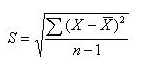 S = √(∑(X − X̄)² / (n − 1))